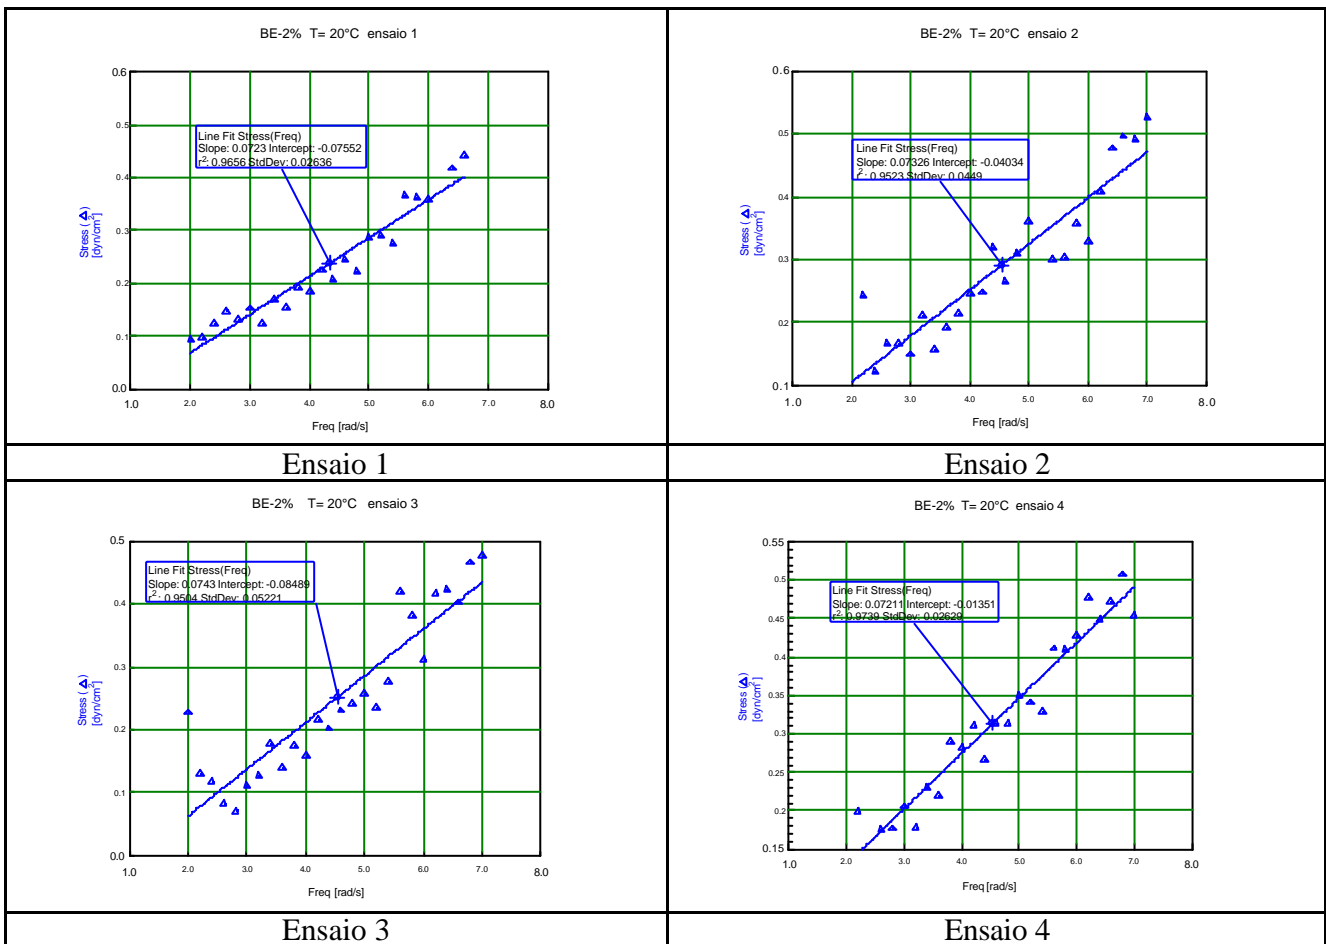 BE-2% T= 20°C ensaio 1
0.6
0.5
0.4
0.3
0.2
0.1
0.0
Stress (Δ)
[dyn/cm²]
Line Fit Stress(Freq)
Slope: 0.0723 Intercept: -0.07552
r²: 0.9656 StdDev: 0.02636
1.0 2.0 3.0 4.0 5.0 6.0 7.0 8.0
Freq [rad/s]
Ensaio 1
BE-2% T= 20°C ensaio 2
0.6
0.5
0.4
0.3
0.2
0.1
Stress (Δ)
[dyn/cm²]
Line Fit Stress(Freq)
Slope: 0.07326 Intercept: -0.04034
r²: 0.9523 StdDev: 0.0449
1.0 2.0 3.0 4.0 5.0 6.0 7.0 8.0
Freq [rad/s]
Ensaio 2
BE-2% T= 20°C ensaio 3
0.5
0.4
0.3
0.2
0.1
0.0
Stress (Δ)
[dyn/cm²]
Line Fit Stress(Freq)
Slope: 0.0743 Intercept: -0.08489
r²: 0.9504 StdDev: 0.05221
1.0 2.0 3.0 4.0 5.0 6.0 7.0 8.0
Freq [rad/s]
Ensaio 3
BE-2% T= 20°C ensaio 4
0.55
0.5
0.45
0.4
0.35
0.3
0.25
0.2
0.15
Stress (Δ)
[dyn/cm²]
Line Fit Stress(Freq)
Slope: 0.07211 Intercept: -0.01351
r²: 0.9739 StdDev: 0.02629
1.0 2.0 3.0 4.0 5.0 6.0 7.0 8.0
Freq [rad/s]
Ensaio 4